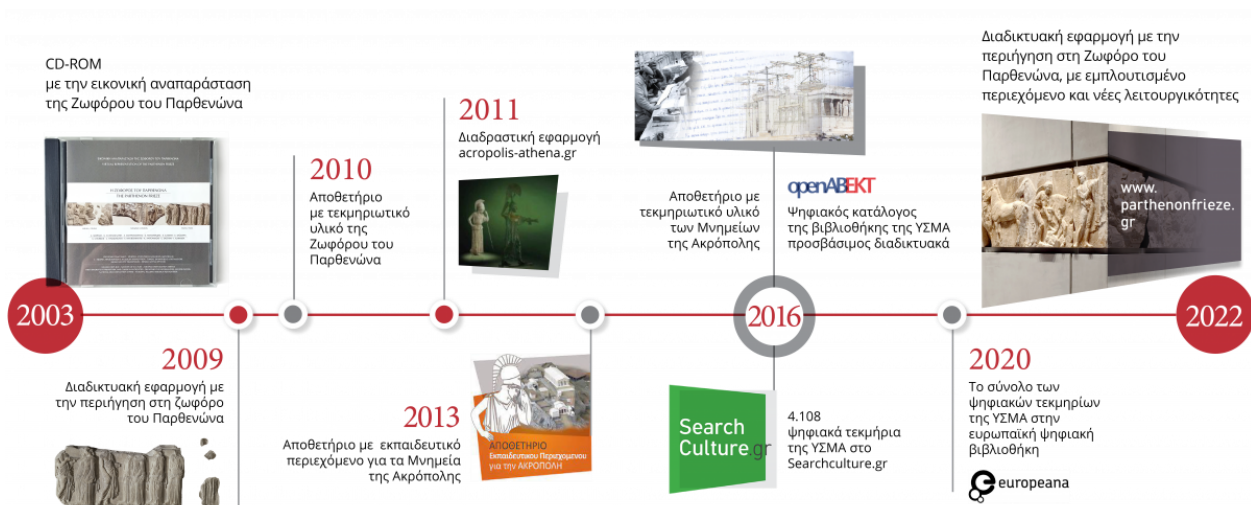 CD-ROM
με την εικονική αναπαράσταση
της Ζωφόρου του Παρθενώνα
Η ΖΩΦΟΡΟΣ ΤΟΥ ΠΑΡΘΕΝΩΝΑ
THE PARTHENON FRIEZE
2003
2009
Διαδικτυακή εφαρμογή με
την περιήγηση στη ζωφόρο
του Παρθενώνα
2010
Αποθετήριο
με τεκμηριωτικό
υλικό της
Ζωφόρου του
Παρθενώνα
2011
Διαδραστική εφαρμογή
acropolis-athena.gr
2013
Αποθετήριο με εκπαιδευτικό
περιεχόμενο για τα Μνημεία
της Ακρόπολης
ΑΠΟΘΕΤΗΡΙΟ
Εκπαιδευτικού Περιεχομένου
για την ΑΚΡΟΠΟΛΗ
Αποθετήριο με
τεκμηριωτικό υλικό
των Μνημείων
της Ακρόπολης
openABEKT
Ψηφιακός κατάλογος
της βιβλιοθήκης της ΥΣΜΑ
προσβάσιμος διαδικτυακά
2016
Search
Culture.gr
4.108
ψηφιακά τεκμήρια
της ΥΣΜΑ στο
Searchculture.gr
2020
Το σύνολο των
ψηφιακών τεκμηρίων
της ΥΣΜΑ στην
ευρωπαϊκή ψηφιακή
βιβλιοθήκη
europeana
Διαδικτυακή εφαρμογή με την
περιήγηση στη Ζωφόρο του
Παρθενώνα, με εμπλουτισμένο
περιεχόμενο και νέες λειτουργικότητες
www.
parthenonfrieze.
gr
2022